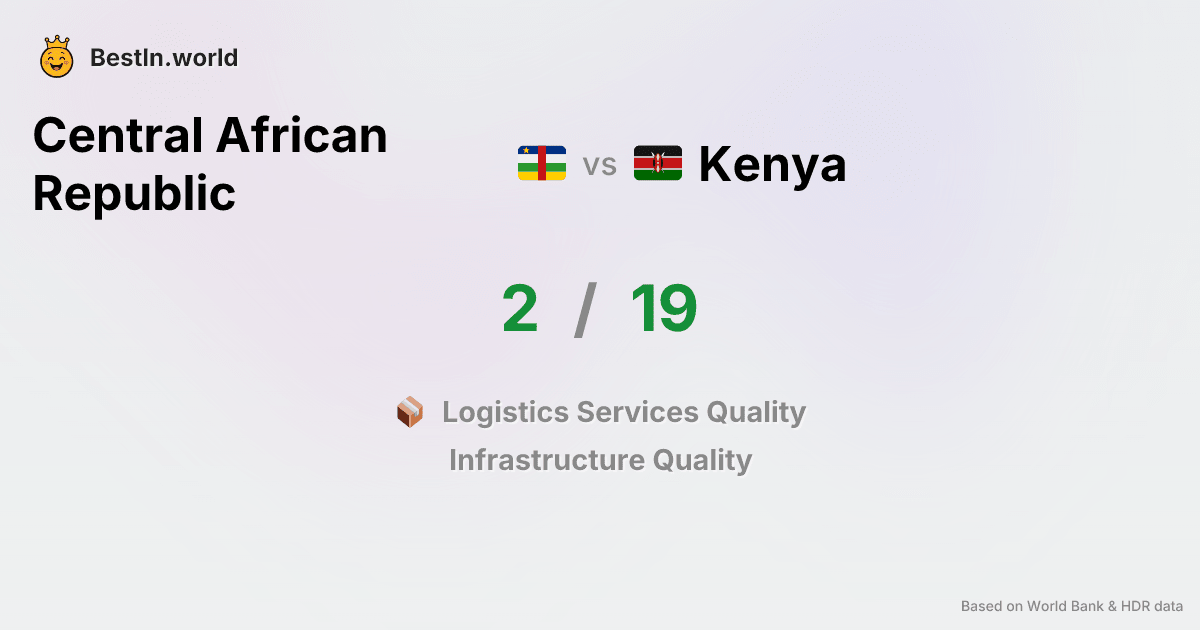 BestIn.world
Central African
Republic
vs
Kenya
2 / 19
Logistics Services Quality
Infrastructure Quality
Based on World Bank & HDR data